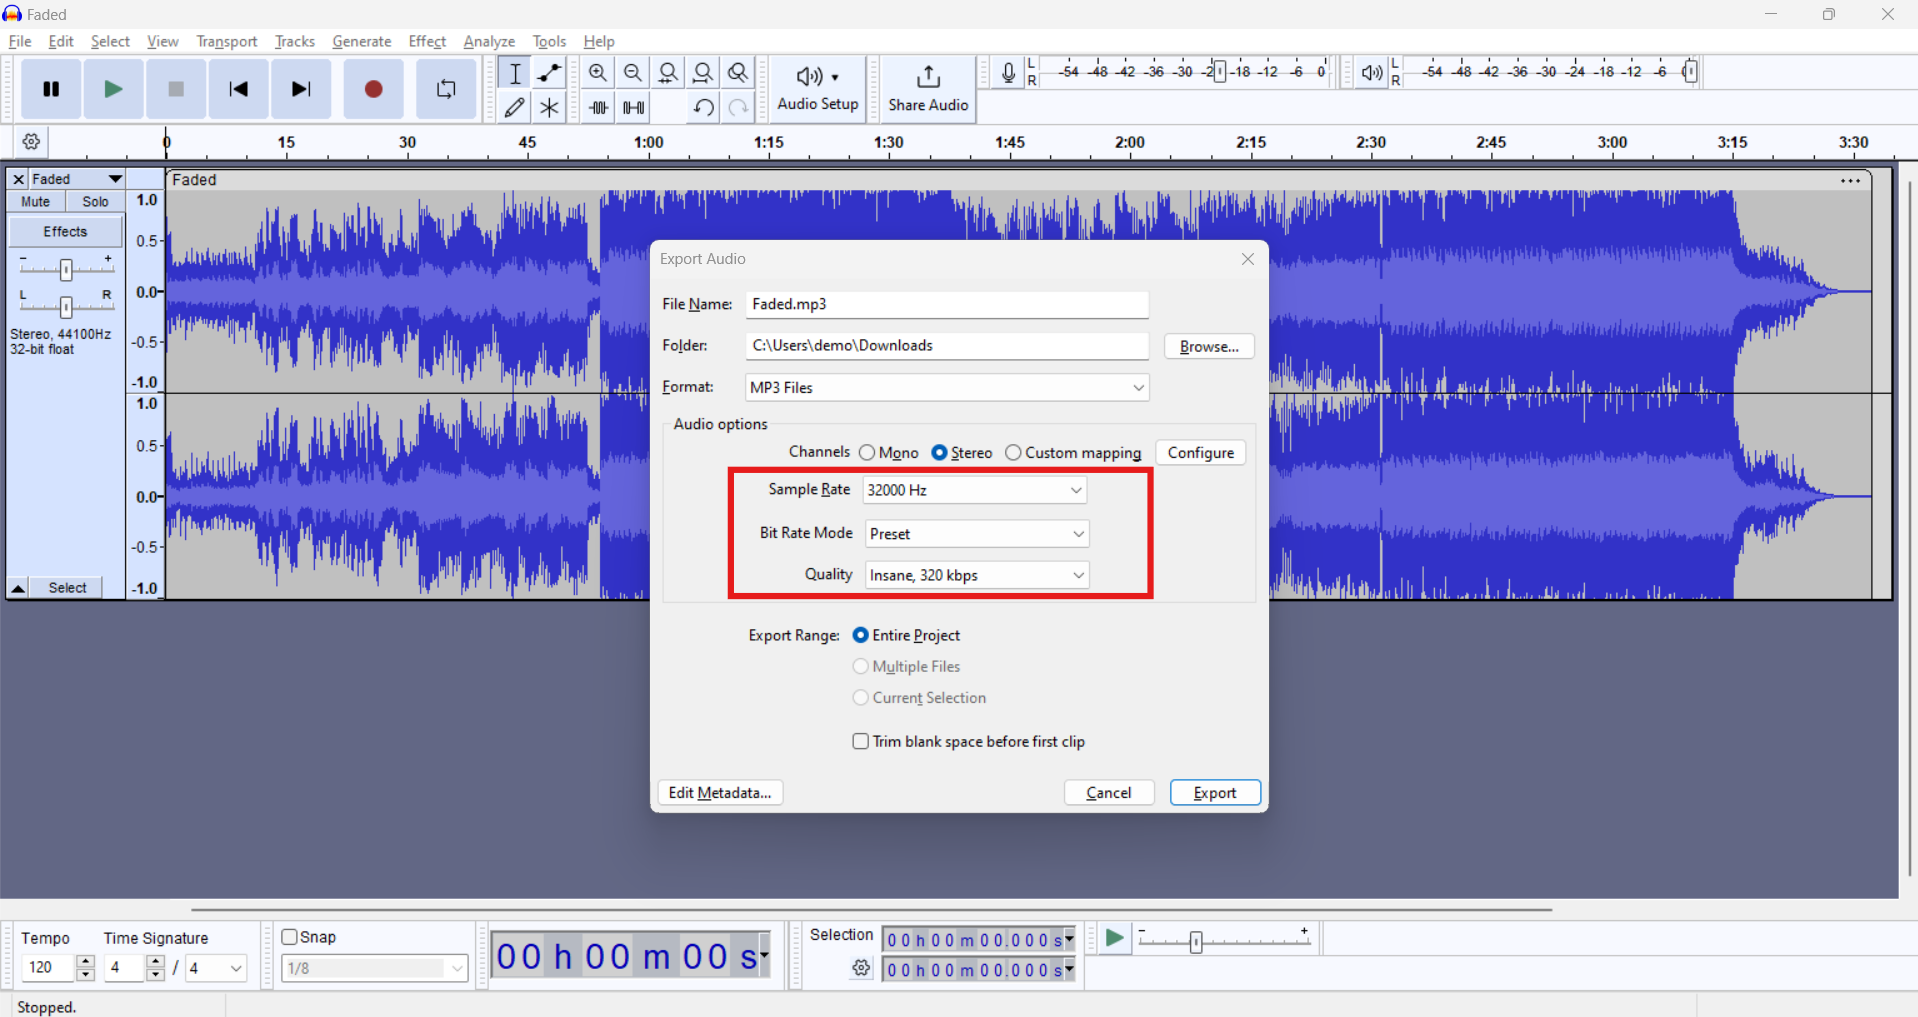 Faded
File Edit Select View Transport Tracks Generate Effect Analyze Tools Help
Audio Setup
Share Audio
L R -54 -48 -42 -36 -30 -24 -18 -12 -6 0
L R -54 -48 -42 -36 -30 -24 -18 -12 -6 0
0 15 30 45 1:00 1:15 1:30 1:45 2:00 2:15 2:30 2:45 3:00 3:15 3:30
Faded
Faded
Mute Solo
Effects
- +
L R
Stereo, 44100Hz
32-bit float
Select
1.0
0.5
0.0
-0.5
-1.0
1.0
0.5
0.0
-0.5
-1.0
Export Audio
File Name: Faded.mp3
Folder: C:\Users\demo\Downloads Browse...
Format: MP3 Files
Audio options
Channels Mono Stereo Custom mapping Configure
Sample Rate 32000 Hz
Bit Rate Mode Preset
Quality Insane, 320 kbps
Export Range: Entire Project
Multiple Files
Current Selection
Trim blank space before first clip
Edit Metadata... Cancel Export
Tempo Time Signature
120 4 / 4
Snap
1/8
00 h 00 m 00 s
Selection
00 h 00 m 00.000 s
00 h 00 m 00.000 s
- +
Stopped.